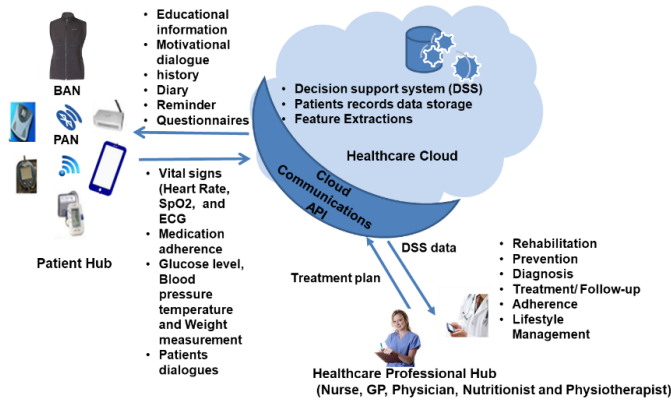 • Educational
information
• Motivational
dialogue
• history
• Diary
• Reminder
• Questionnaires
BAN
PAN
Patient Hub
• Decision support system (DSS)
• Patients records data storage
• Feature Extractions
Healthcare Cloud
Cloud
Communications
API
• Vital signs
(Heart Rate,
SpO2, and
ECG
• Medication
adherence
• Glucose level,
Blood
pressure
temperature
and Weight
measurement
• Patients
dialogues
DSS data
Treatment plan
• Rehabilitation
• Prevention
• Diagnosis
• Treatment/ Follow-up
• Adherence
• Lifestyle
Management
Healthcare Professional Hub
(Nurse, GP, Physician, Nutritionist and Physiotherapist)